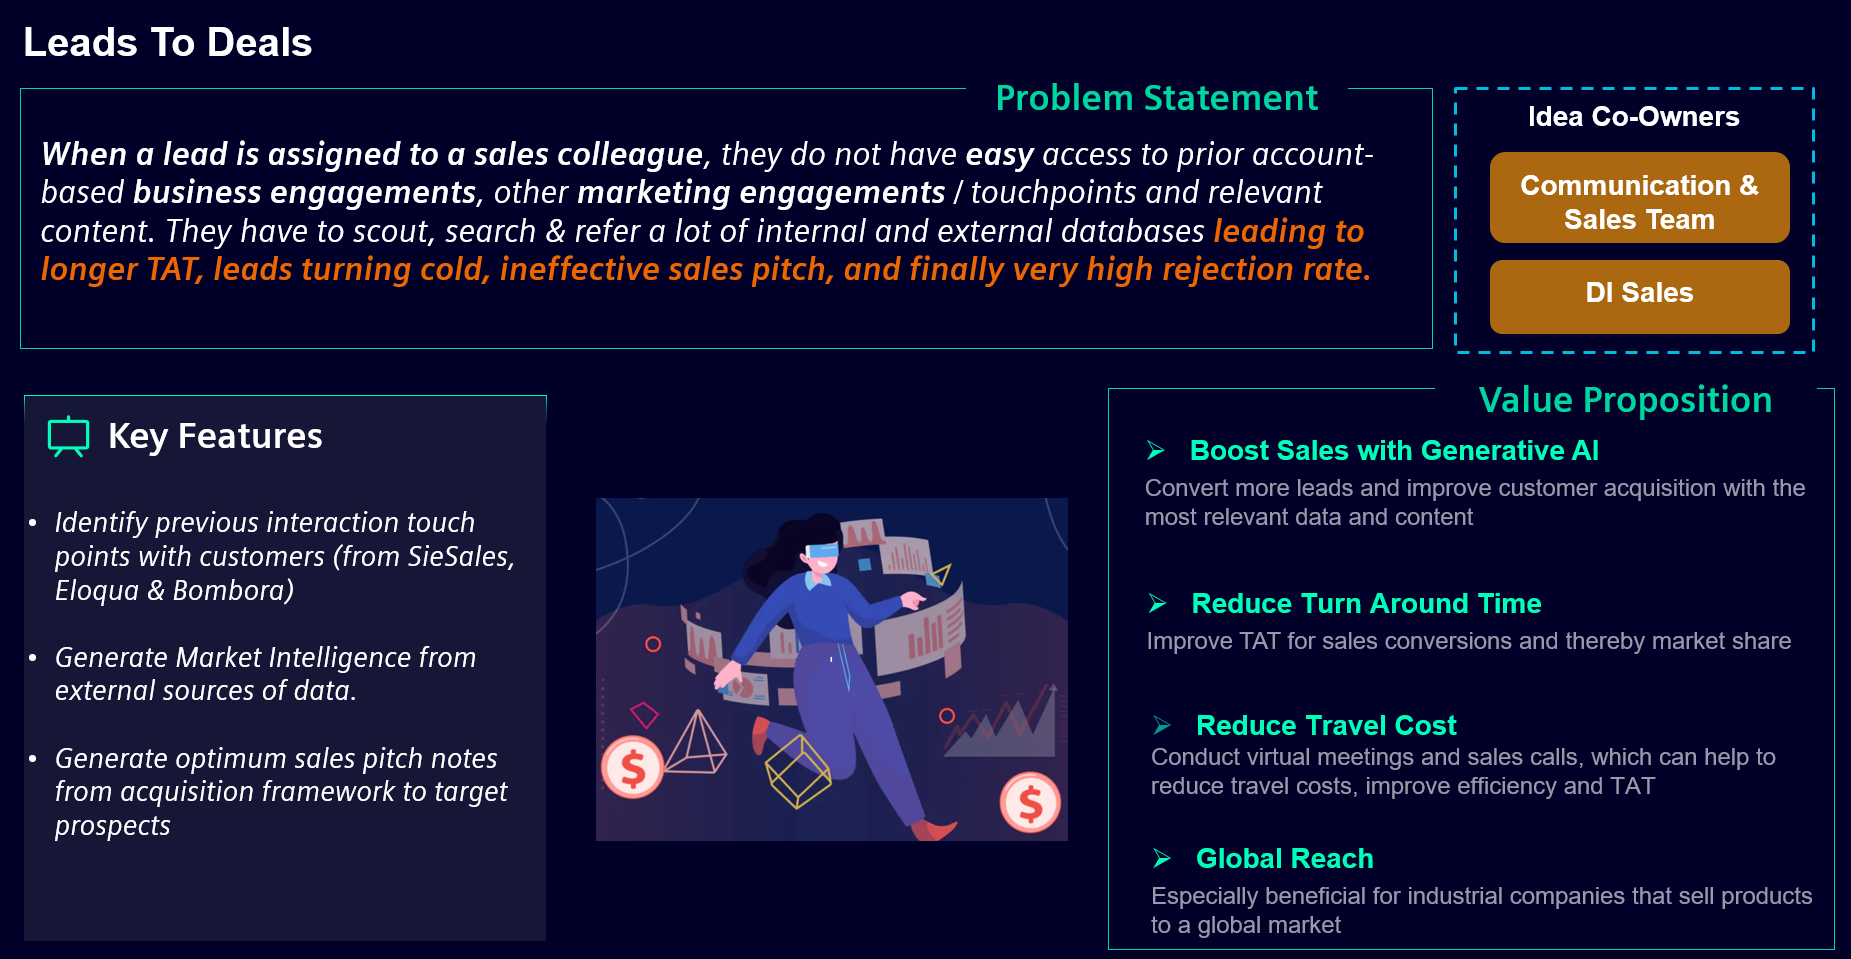 Leads To Deals
Problem Statement
When a lead is assigned to a sales colleague, they do not have easy access to prior account-
based business engagements, other marketing engagements / touchpoints and relevant
content. They have to scout, search & refer a lot of internal and external databases leading to
longer TAT, leads turning cold, ineffective sales pitch, and finally very high rejection rate.
Idea Co-Owners
Communication &
Sales Team
DI Sales
Key Features
• Identify previous interaction touch
points with customers (from SieSales,
Eloqua & Bombora)
• Generate Market Intelligence from
external sources of data.
• Generate optimum sales pitch notes
from acquisition framework to target
prospects
$
$
Value Proposition
➢ Boost Sales with Generative AI
Convert more leads and improve customer acquisition with the
most relevant data and content
➢ Reduce Turn Around Time
Improve TAT for sales conversions and thereby market share
➢ Reduce Travel Cost
Conduct virtual meetings and sales calls, which can help to
reduce travel costs, improve efficiency and TAT
➢ Global Reach
Especially beneficial for industrial companies that sell products
to a global market